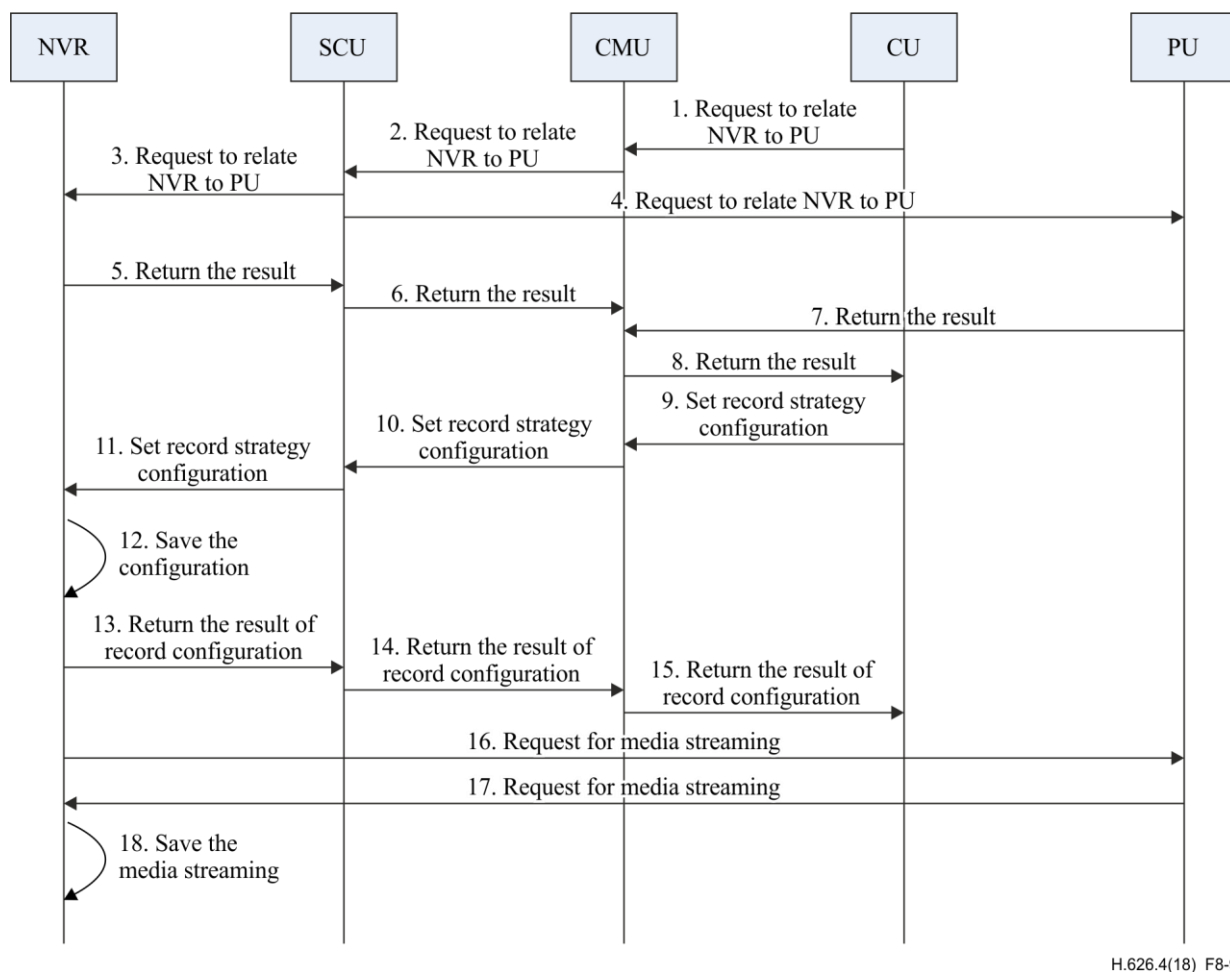 NVR
SCU
CMU
CU
PU
1. Request to relate
NVR to PU
2. Request to relate
NVR to PU
3. Request to relate
NVR to PU
4. Request to relate NVR to PU
5. Return the result
6. Return the result
7. Return the result
8. Return the result
9. Set record strategy
configuration
10. Set record strategy
configuration
11. Set record strategy
configuration
12. Save the
configuration
13. Return the result of
record configuration
14. Return the result of
record configuration
15. Return the result of
record configuration
16. Request for media streaming
17. Request for media streaming
18. Save the
media streaming
H.626.4(18)_F8-